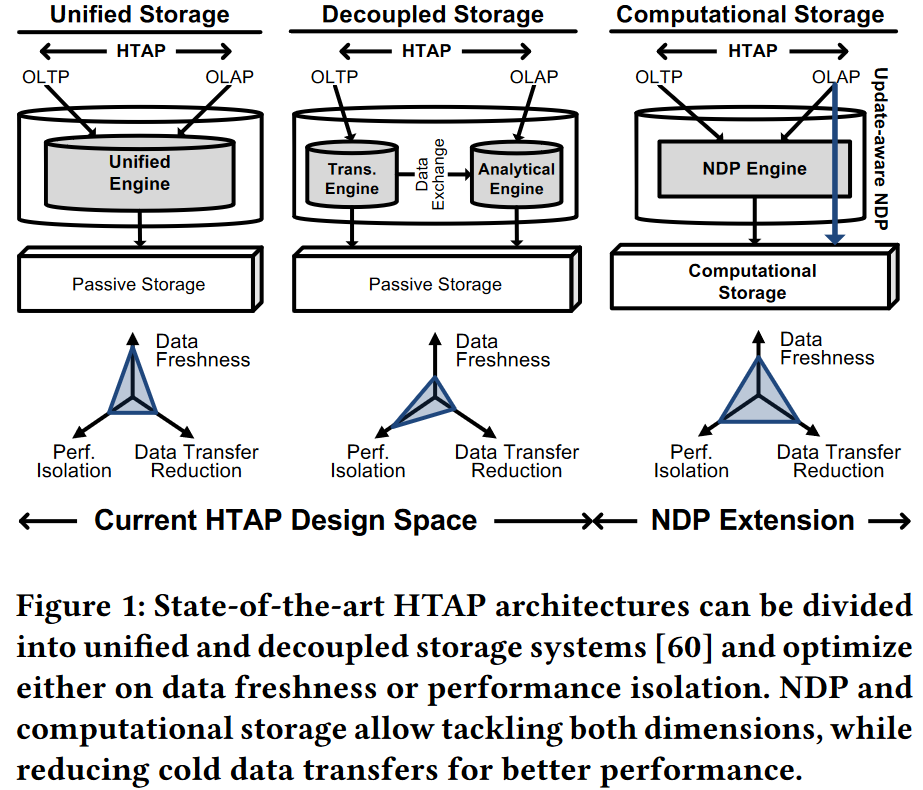 Unified Storage
Decoupled Storage
Computational Storage
HTAP
HTAP
HTAP
OLTP
OLAP
OLTP
OLAP
OLTP
OLAP
Unified
Engine
Trans.
Engine
Data
Exchange
Analytical
Engine
NDP Engine
Update-aware NDP
Passive Storage
Passive Storage
Computational
Storage
Data
Freshness
Perf.
Isolation
Data Transfer
Reduction
Data
Freshness
Perf.
Isolation
Data Transfer
Reduction
Data
Freshness
Perf.
Isolation
Data Transfer
Reduction
Current HTAP Design Space
NDP Extension
Figure 1: State-of-the-art HTAP architectures can be divided
into unified and decoupled storage systems [60] and optimize
either on data freshness or performance isolation. NDP and
computational storage allow tackling both dimensions, while
reducing cold data transfers for better performance.